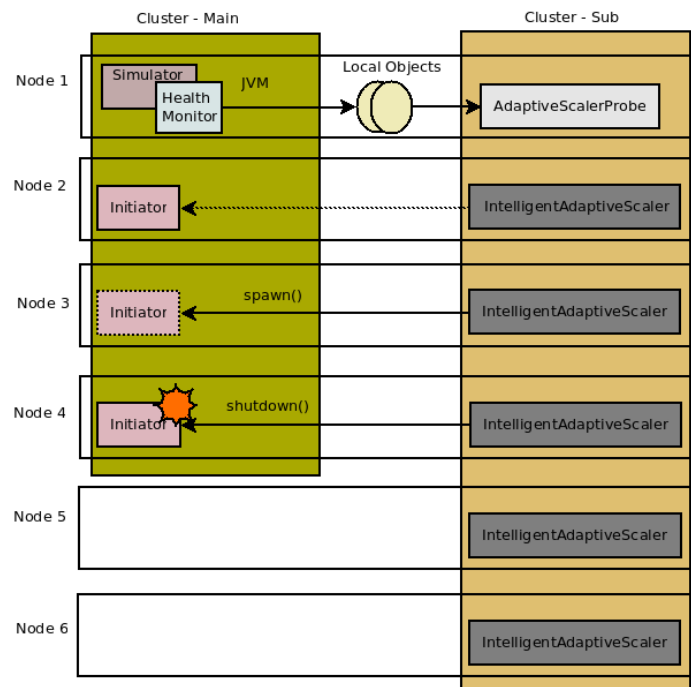 Cluster - Main
Cluster - Sub
Node 1
Simulator
Health
Monitor
JVM
Local Objects
AdaptiveScalerProbe
Node 2
Initiator
IntelligentAdaptiveScaler
Node 3
Initiator
spawn()
IntelligentAdaptiveScaler
Node 4
Initiator
shutdown()
IntelligentAdaptiveScaler
Node 5
IntelligentAdaptiveScaler
Node 6
IntelligentAdaptiveScaler